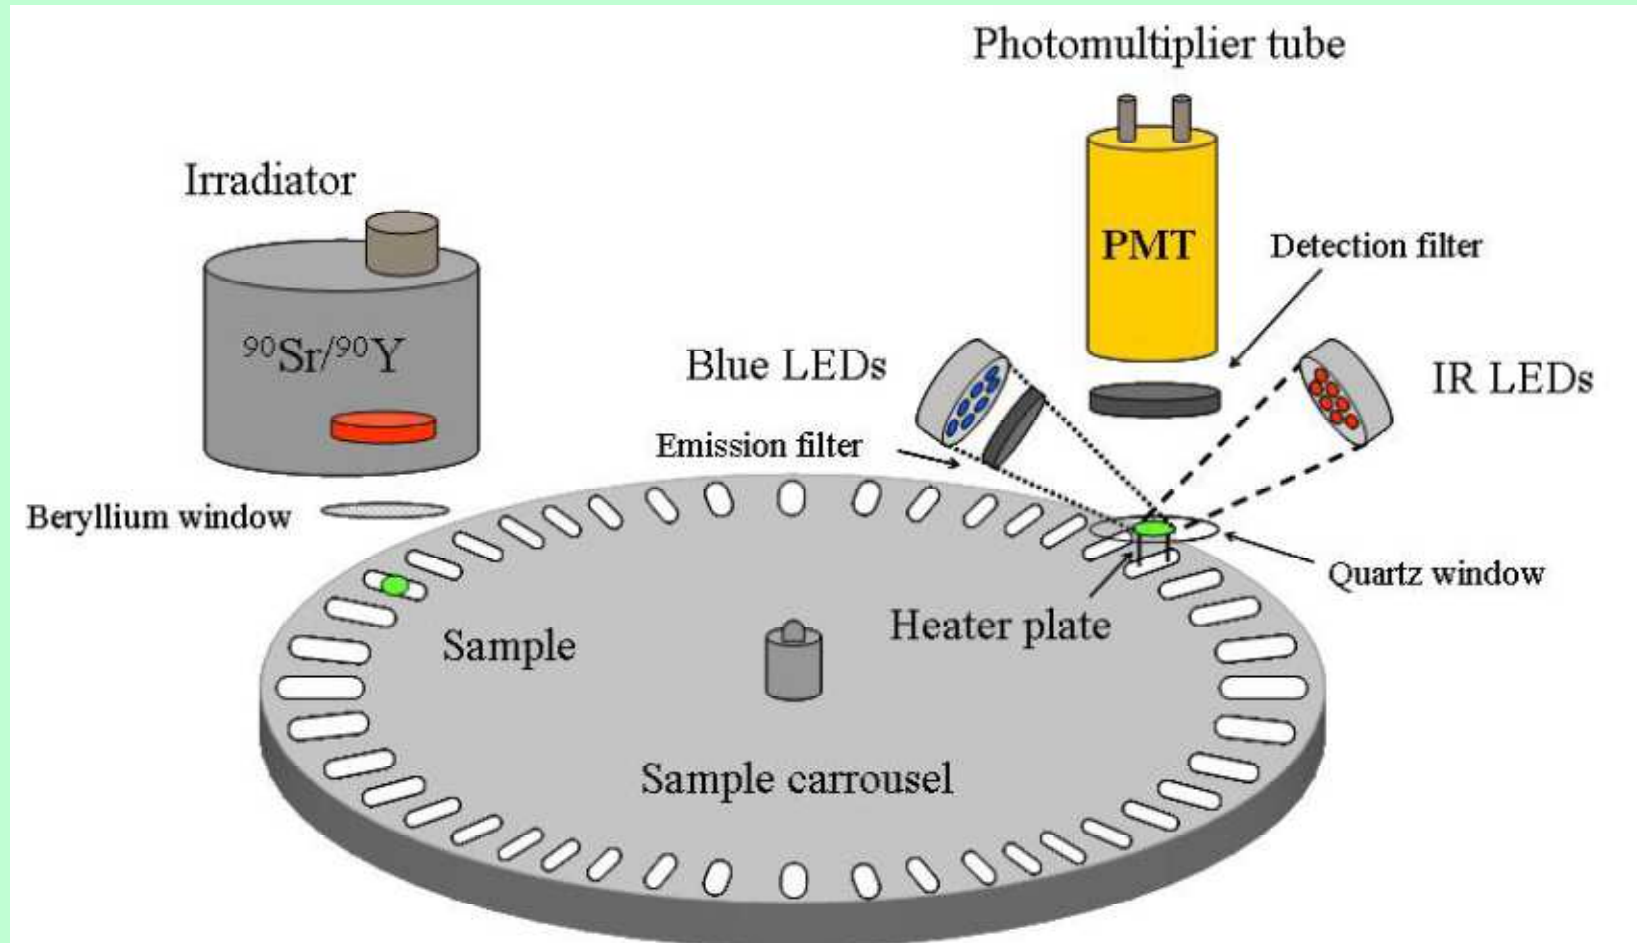 Photomultiplier tube
Irradiator
PMT
Detection filter
⁹⁰Sr/⁹⁰Y
Blue LEDs
IR LEDs
Emission filter
Beryllium window
Quartz window
Heater plate
Sample
Sample carrousel